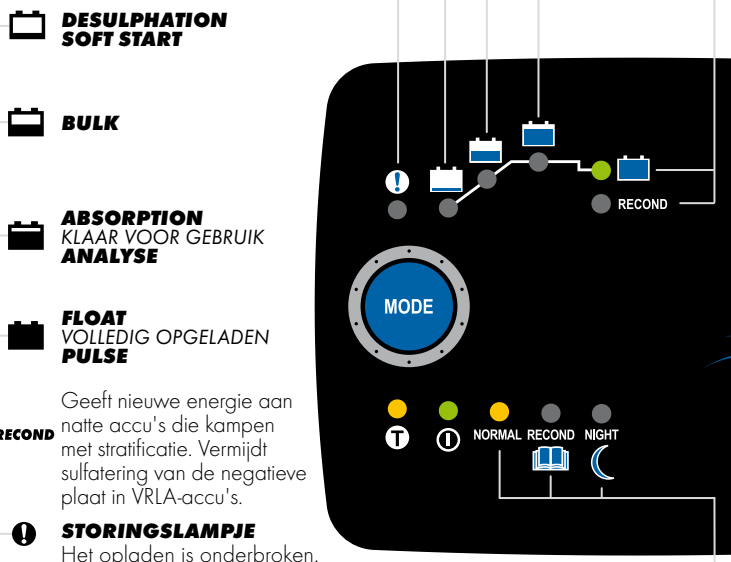 DESULPHATION
SOFT START
BULK
ABSORPTION
KLAAR VOOR GEBRUIK
ANALYSE
FLOAT
VOLLEDIG OPGELADEN
PULSE
RECOND
Geeft nieuwe energie aan
natte accu's die kampen
met stratificatie. Vermijdt
sulfatering van de negatieve
plaat in VRLA-accu's.
!
STORINGSLAMPJE
Het opladen is onderbroken.
!
RECOND
MODE
T
NORMAL RECOND NIGHT